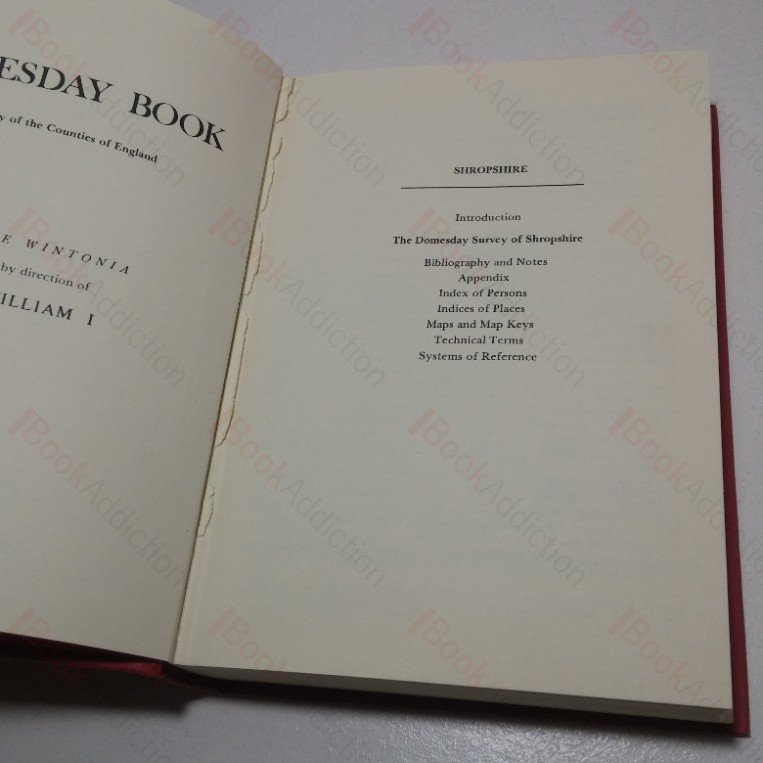 ESDAY BOOK
y of the Counties of England
E WINTONIA
by direction of
ILLIAM I
SHROPSHIRE
Introduction
The Domesday Survey of Shropshire
Bibliography and Notes
Appendix
Index of Persons
Indices of Places
Maps and Map Keys
Technical Terms
Systems of Reference
BookAddiction